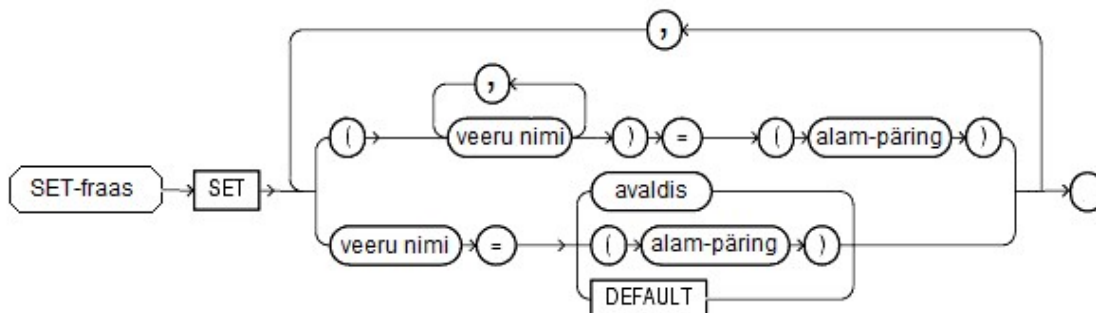 ,
,
( veeru nimi ) = ( alam-päring )
SET-fraas SET
avaldis
veeru nimi = ( alam-päring )
DEFAULT